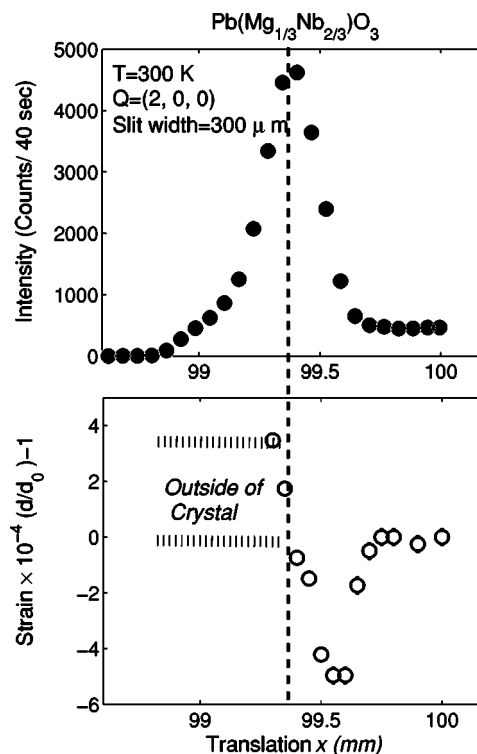 Pb(Mg1/3Nb2/3)O3
5000
4000
3000
2000
1000
0
Intensity (Counts/ 40 sec)
T=300 K
Q=(2, 0, 0)
Slit width=300 μ m
99
99.5
100
4
2
0
-2
-4
-6
Strain × 10⁻⁴ (d/d₀)−1
Outside of
Crystal
99
99.5
100
Translation x (mm)